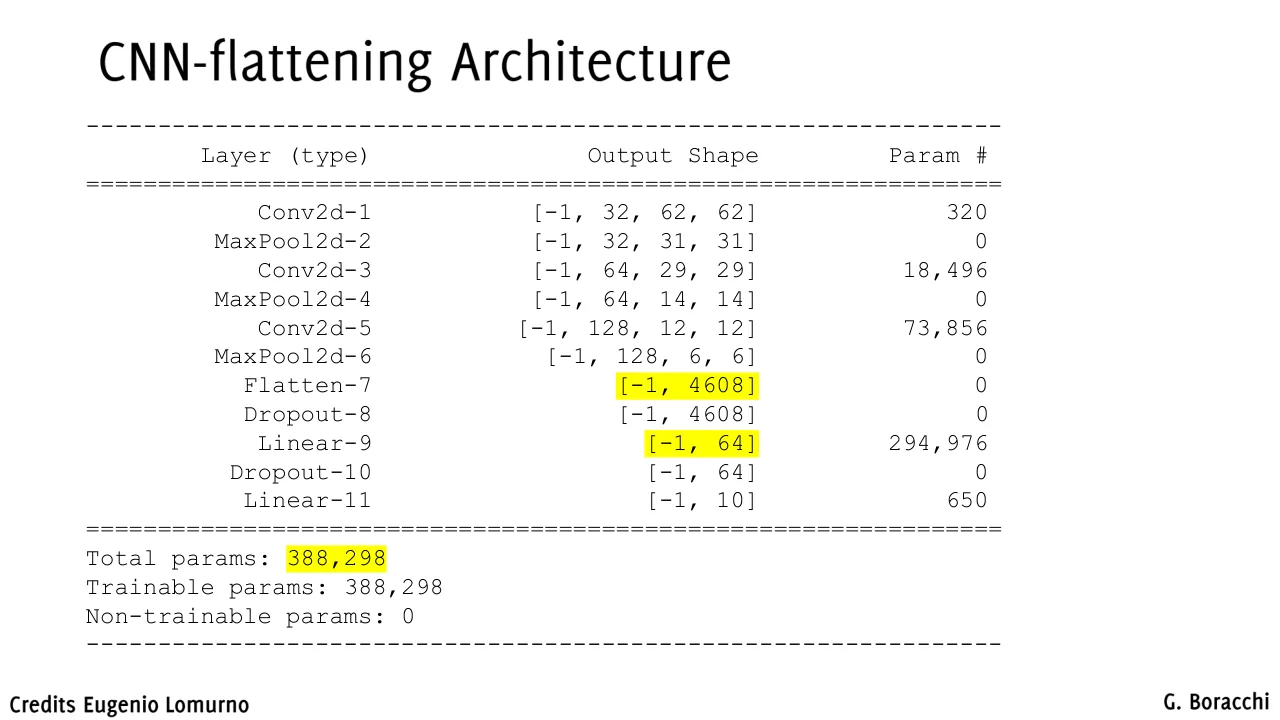 CNN-flattening Architecture
----------------------------------------------------------------
Layer (type) Output Shape Param #
================================================================
Conv2d-1 [-1, 32, 62, 62] 320
MaxPool2d-2 [-1, 32, 31, 31] 0
Conv2d-3 [-1, 64, 29, 29] 18,496
MaxPool2d-4 [-1, 64, 14, 14] 0
Conv2d-5 [-1, 128, 12, 12] 73,856
MaxPool2d-6 [-1, 128, 6, 6] 0
Flatten-7 [-1, 4608] 0
Dropout-8 [-1, 4608] 0
Linear-9 [-1, 64] 294,976
Dropout-10 [-1, 64] 0
Linear-11 [-1, 10] 650
================================================================
Total params: 388,298
Trainable params: 388,298
Non-trainable params: 0
----------------------------------------------------------------
Credits Eugenio Lomurno
G. Boracchi